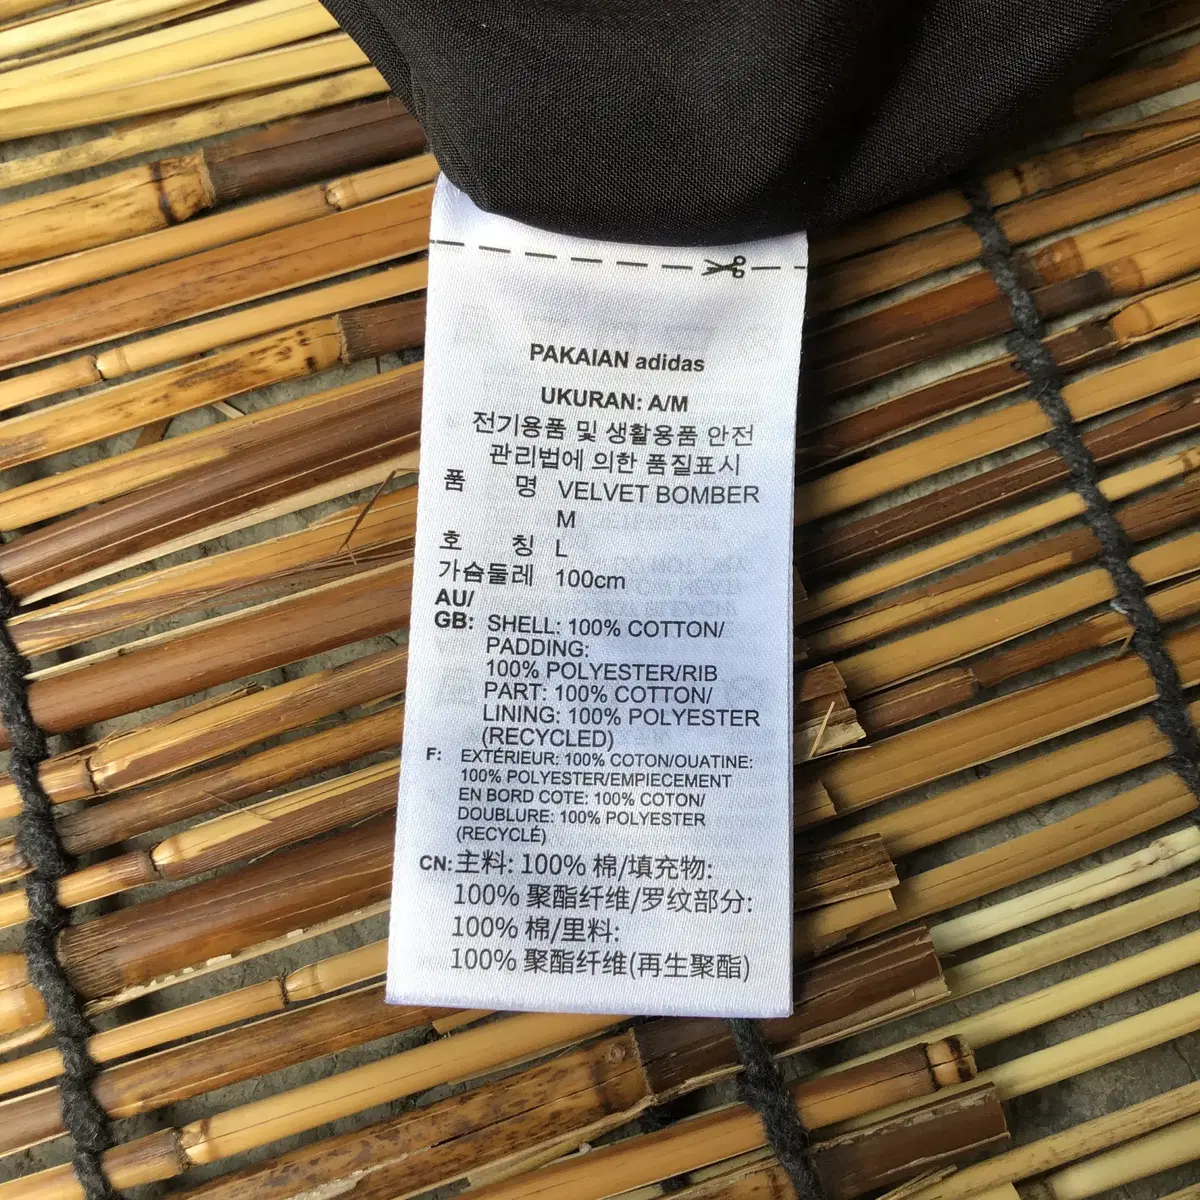 PAKAIAN adidas
UKURAN: A/M
전기용품 및 생활용품 안전
관리법에 의한 품질표시
품 명 VELVET BOMBER
M
호 칭 L
가슴둘레 100cm
AU/
GB: SHELL: 100% COTTON/
PADDING:
100% POLYESTER/RIB
PART: 100% COTTON/
LINING: 100% POLYESTER
(RECYCLED)
F: EXTÉRIEUR: 100% COTON/OUATINE:
100% POLYESTER/EMPIECEMENT
EN BORD COTE: 100% COTON/
DOUBLURE: 100% POLYESTER
(RECYCLÉ)
CN: 主料: 100% 棉/填充物:
100% 聚酯纤维/罗纹部分:
100% 棉/里料:
100% 聚酯纤维(再生聚酯)